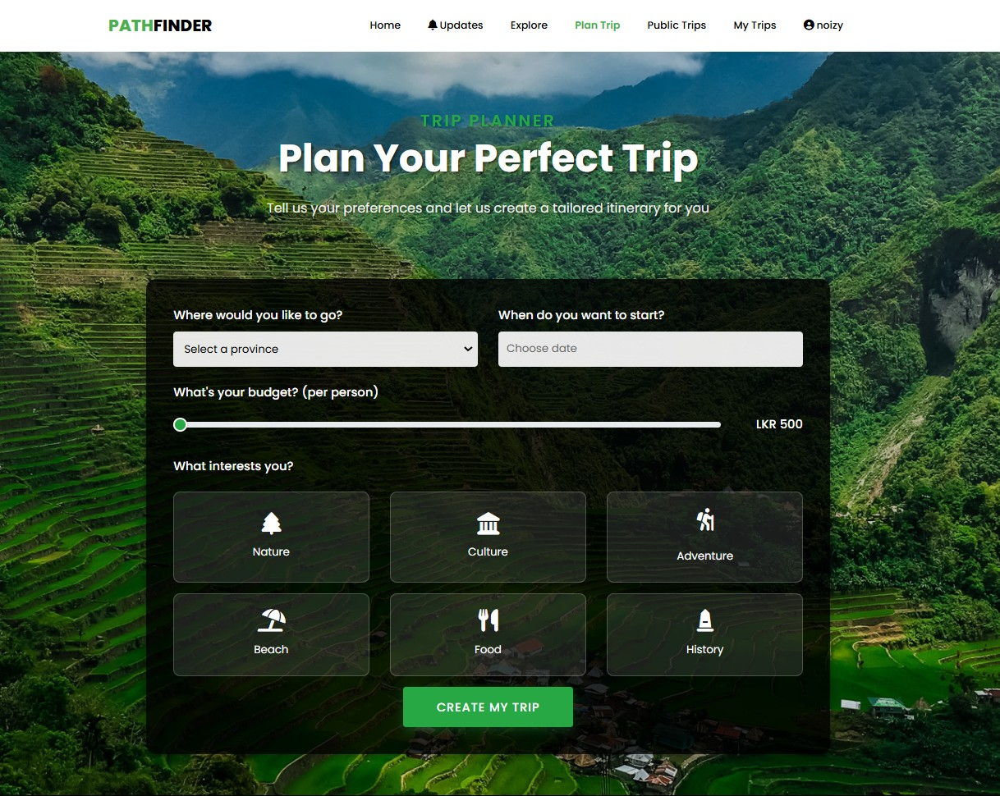 PATHFINDER
Home Updates Explore Plan Trip Public Trips My Trips noizy
TRIP PLANNER
Plan Your Perfect Trip
Tell us your preferences and let us create a tailored itinerary for you
Where would you like to go? When do you want to start?
Select a province Choose date
What's your budget? (per person)
LKR 500
What interests you?
Nature Culture Adventure
Beach Food History
CREATE MY TRIP